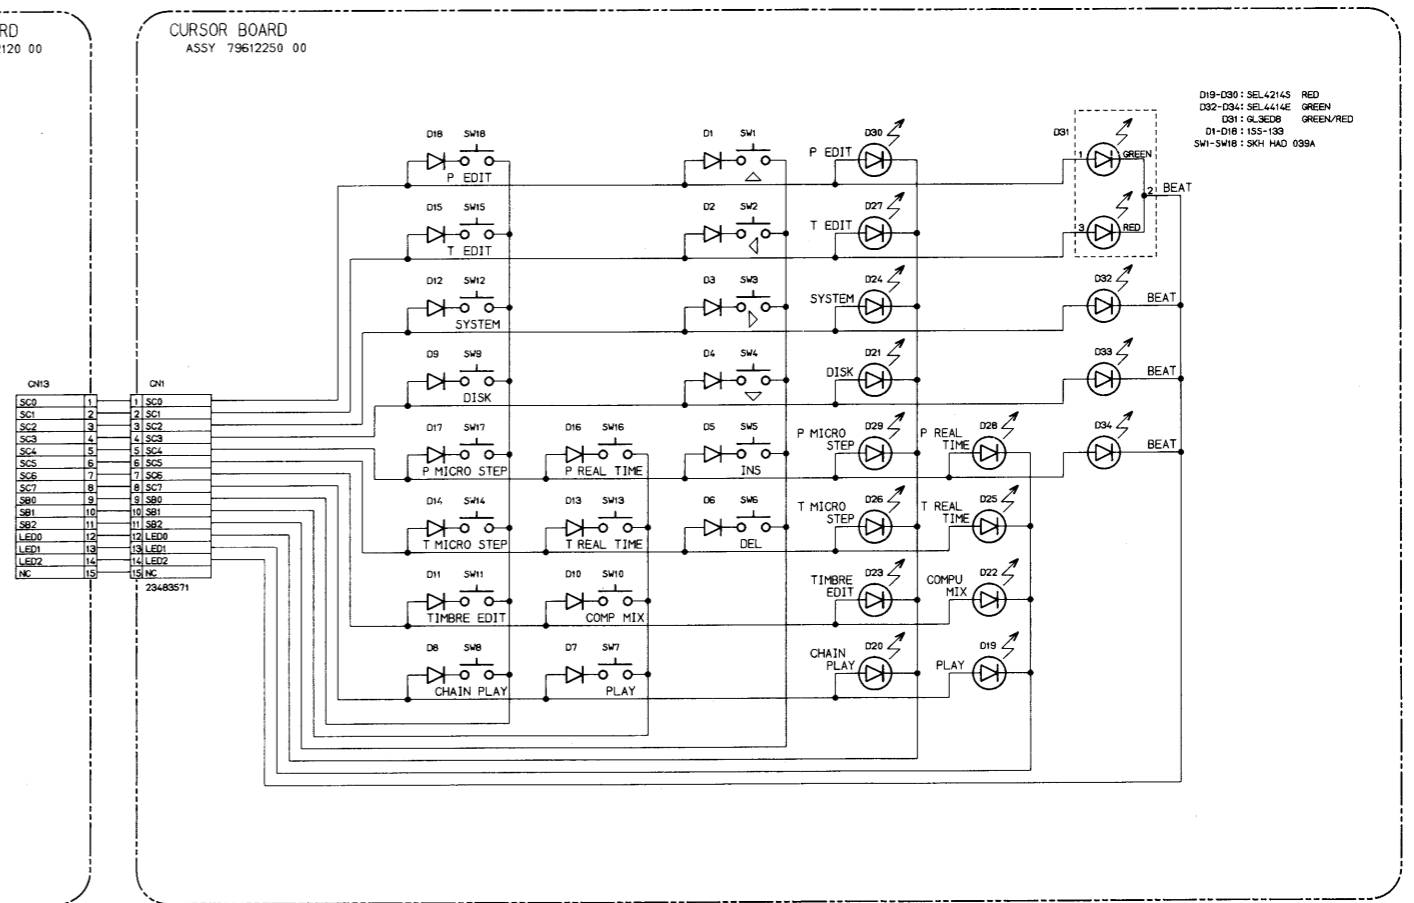 RD
2120 00
CURSOR BOARD
ASSY 79612250 00
D19-D30 : SEL4214S RED
D32-D34 : SEL4414E GREEN
D31 : GL3ED8 GREEN/RED
D1-D18 : 1SS-133
SW1-SW18 : SKH HAD 039A
D18 SW18
P EDIT
D1 SW1
D30
P EDIT
D31
1 GREEN
2 BEAT
D15 SW15
T EDIT
D2 SW2
D27
T EDIT
3 RED
D12 SW12
SYSTEM
D3 SW3
D24
SYSTEM
D32
BEAT
D9 SW9
DISK
D4 SW4
D21
DISK
D33
BEAT
D17 SW17
P MICRO STEP
D16 SW16
P REAL TIME
D5 SW5
INS
D29
P MICRO
STEP
D28
P REAL
TIME
D34
BEAT
D14 SW14
T MICRO STEP
D13 SW13
T REAL TIME
D6 SW6
DEL
D26
T MICRO
STEP
D25
T REAL
TIME
D11 SW11
TIMBRE EDIT
D10 SW10
COMP MIX
D23
TIMBRE
EDIT
D22
COMPU
MIX
D8 SW8
CHAIN PLAY
D7 SW7
PLAY
D20
CHAIN
PLAY
D19
PLAY
CN13
SC0 1
SC1 2
SC2 3
SC3 4
SC4 5
SC5 6
SC6 7
SC7 8
SB0 9
SB1 10
SB2 11
LED0 12
LED1 13
LED2 14
NC 15
CN1
1 SC0
2 SC1
3 SC2
4 SC3
5 SC4
6 SC5
7 SC6
8 SC7
9 SB0
10 SB1
11 SB2
12 LED0
13 LED1
14 LED2
15 NC
23483571